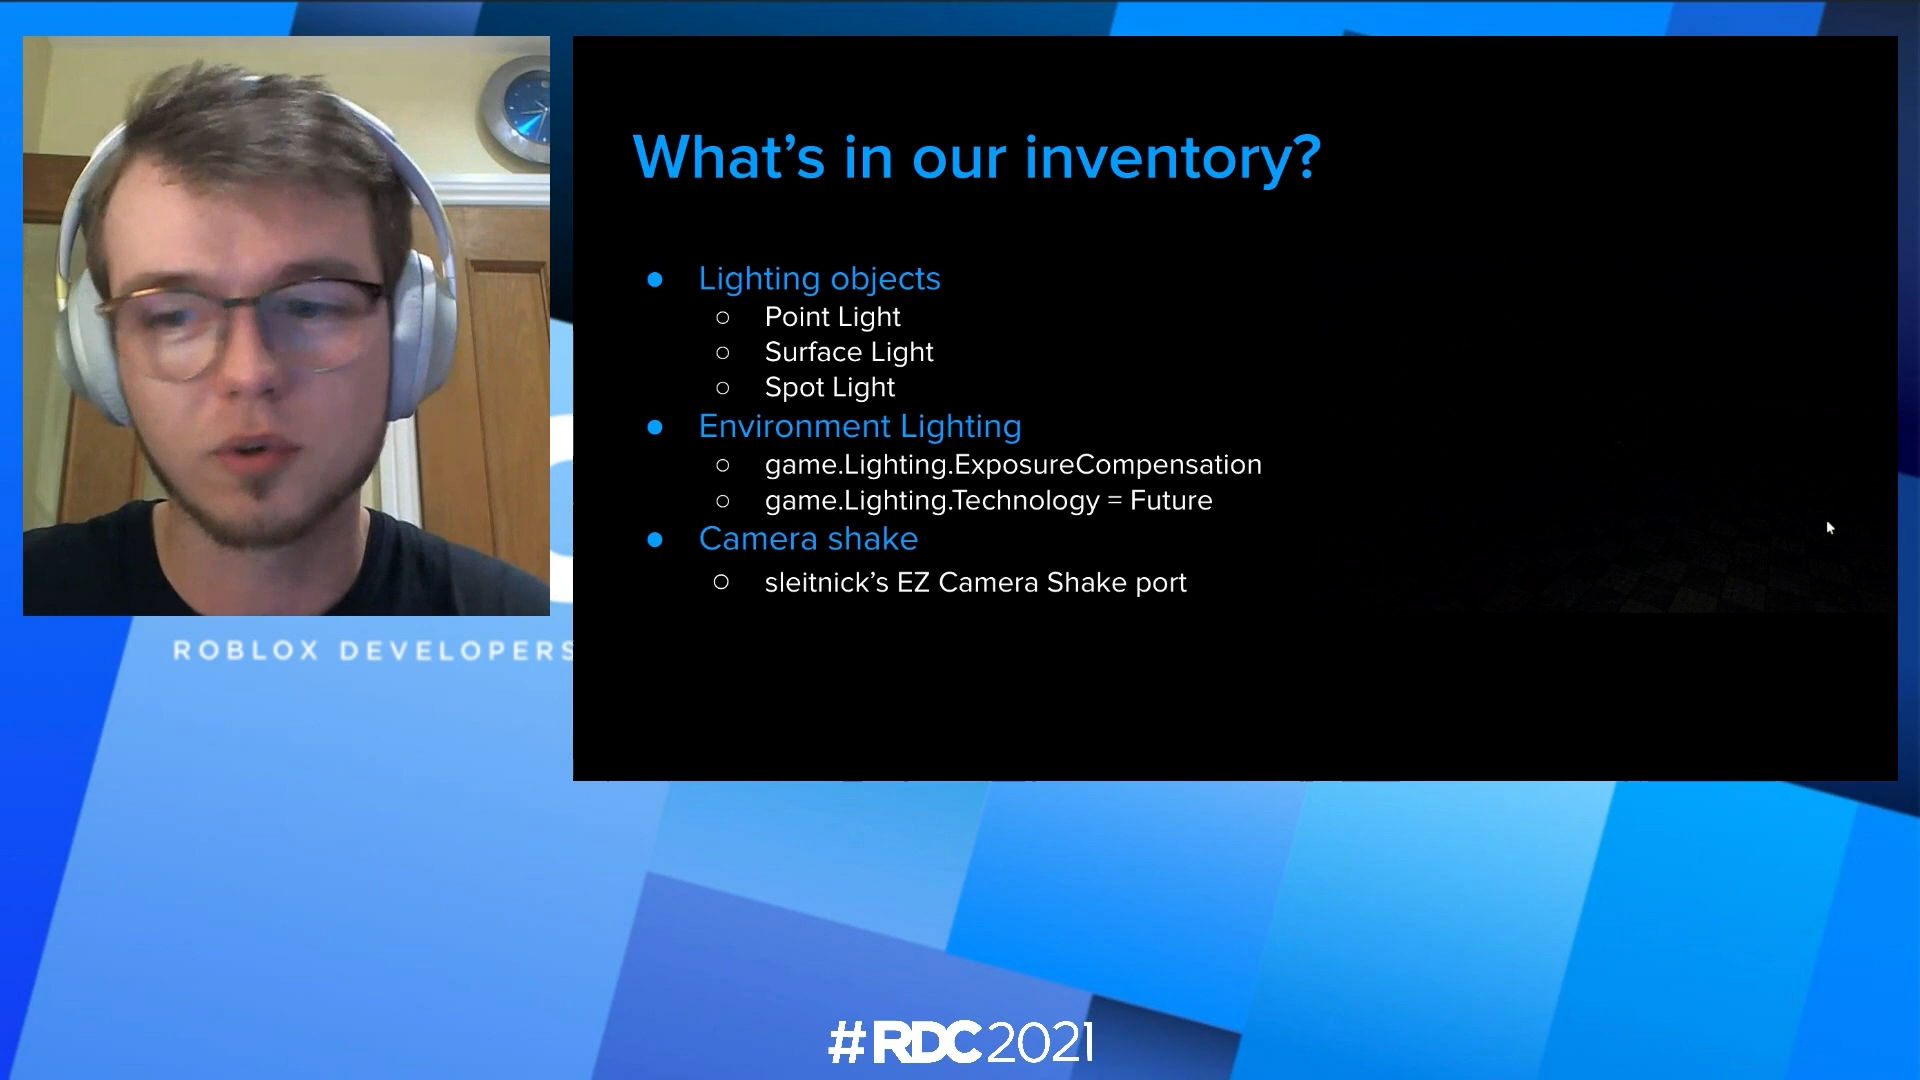 What's in our inventory?
Lighting objects
Point Light
Surface Light
Spot Light
Environment Lighting
game.Lighting.ExposureCompensation
game.Lighting.Technology = Future
Camera shake
sleitnick's EZ Camera Shake port
ROBLOX DEVELOPERS
#RDC2021